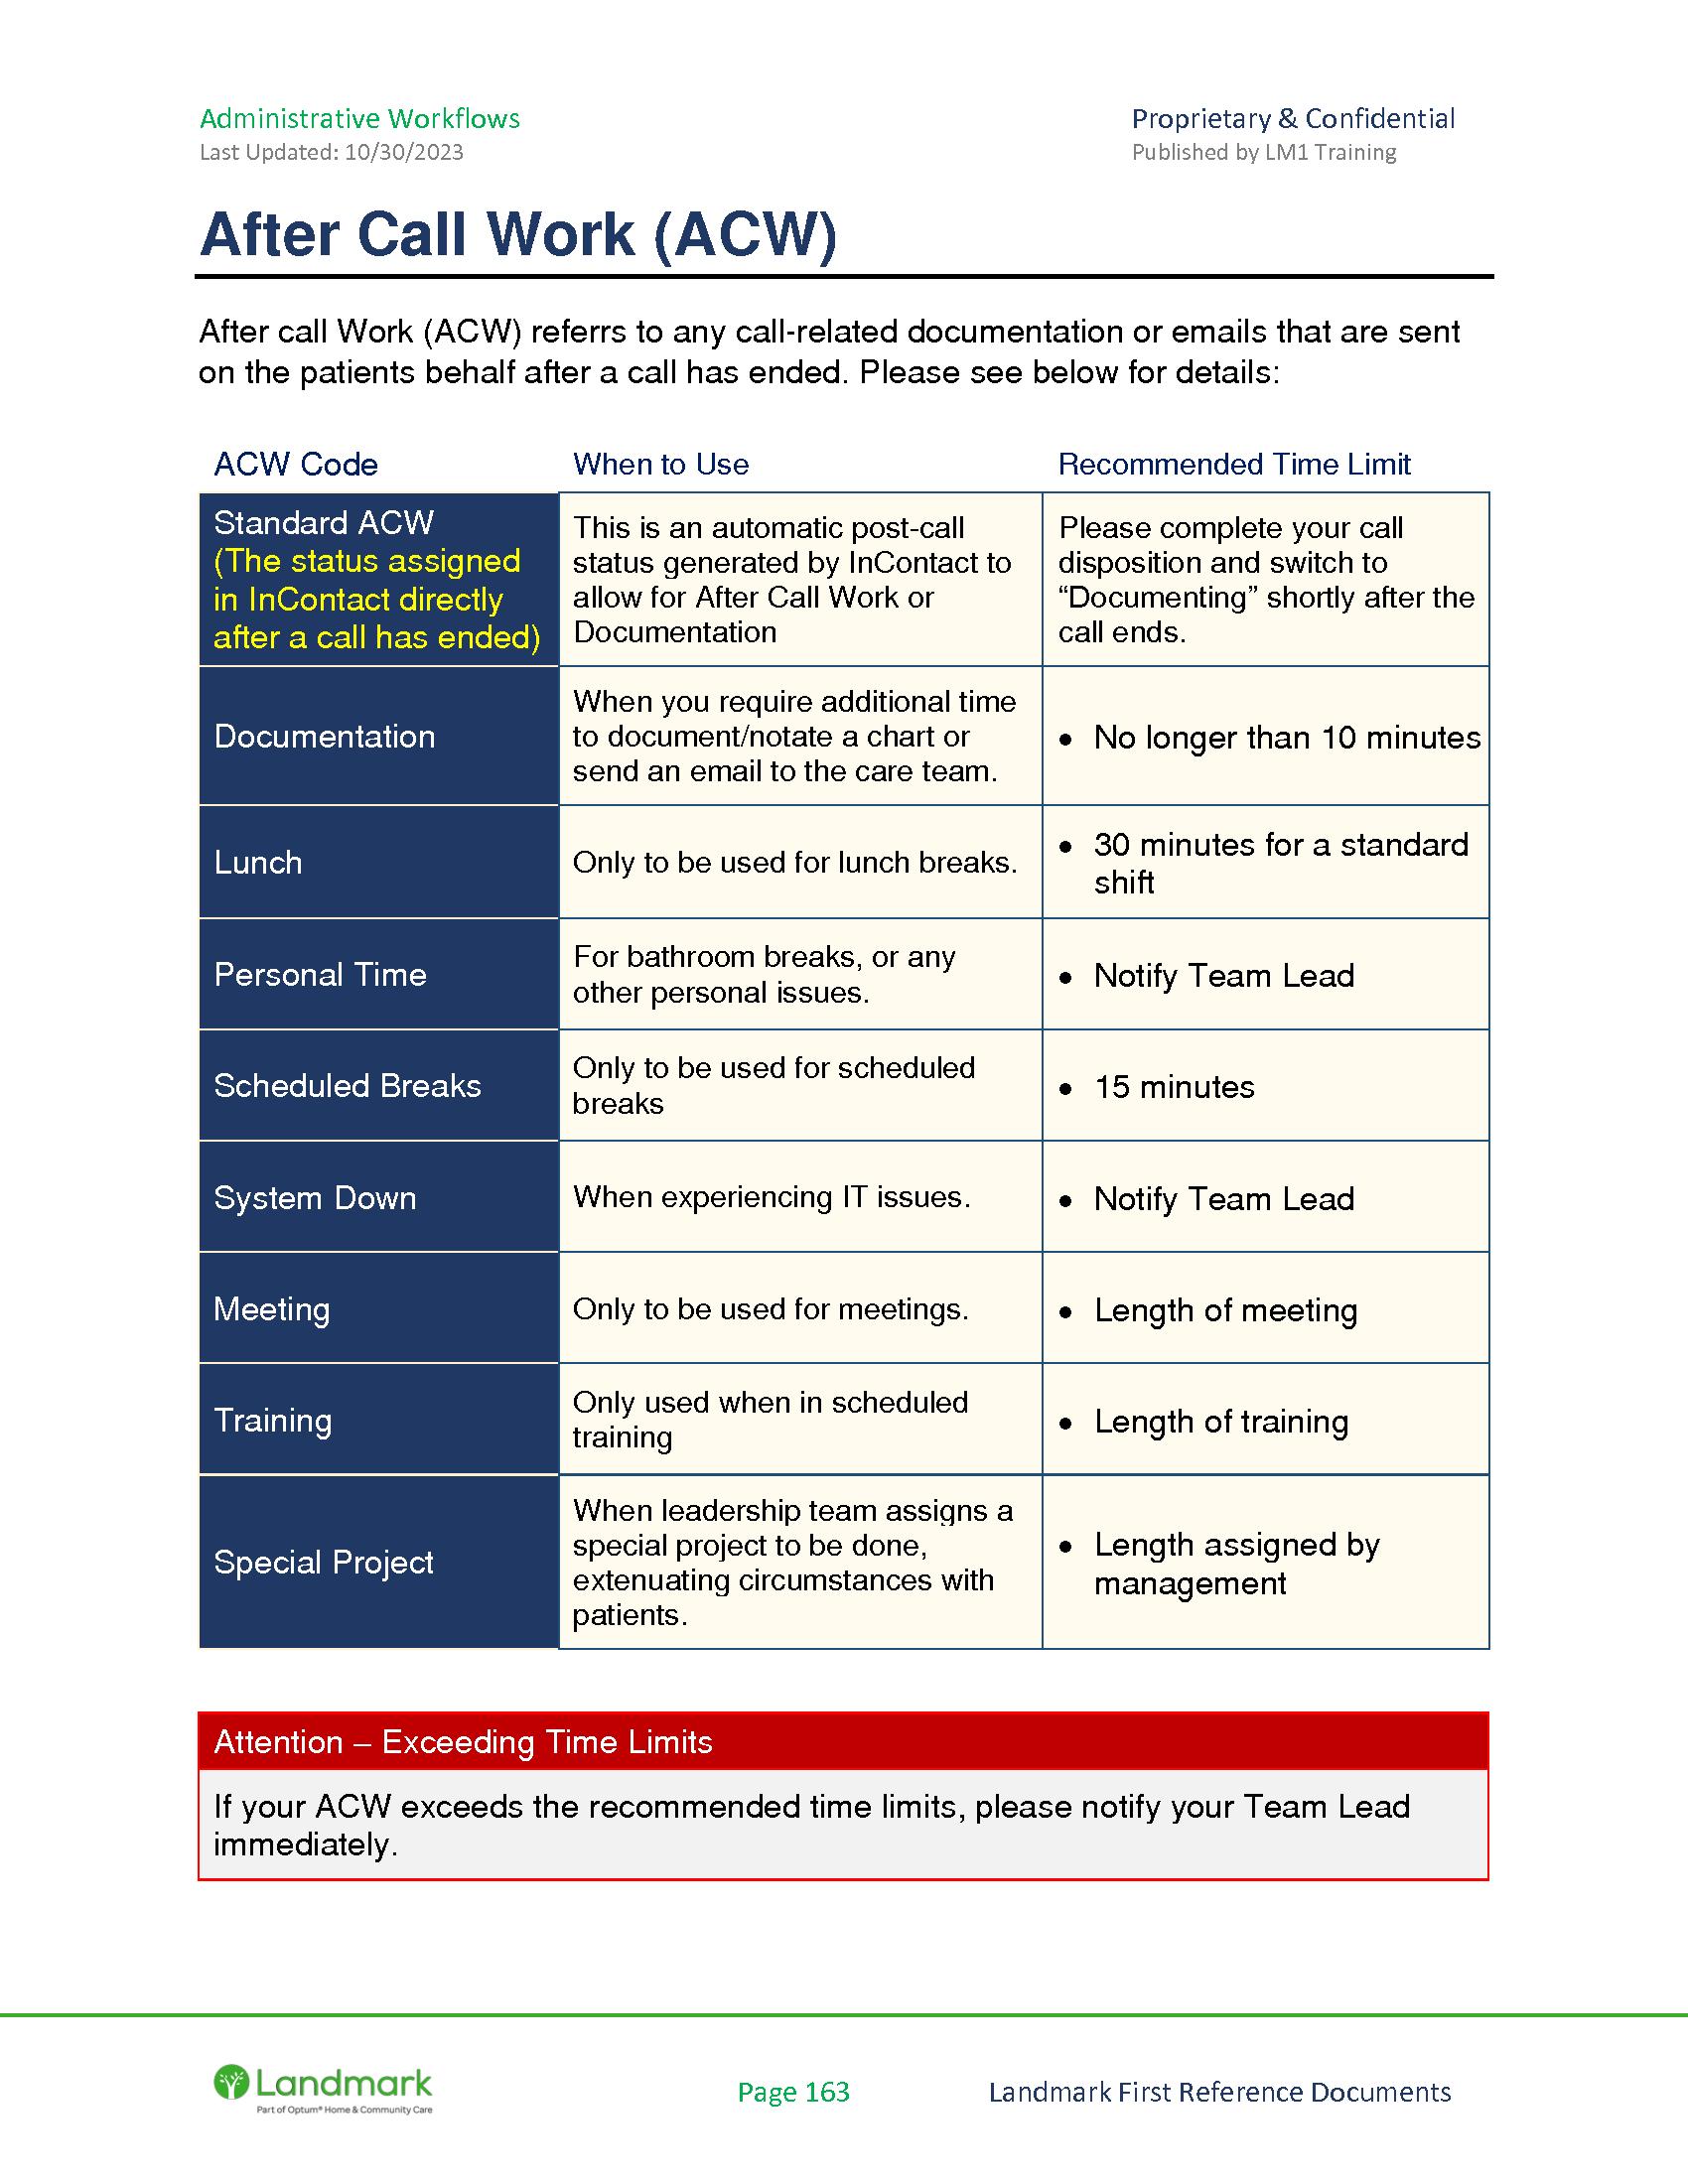 Administrative Workflows
Proprietary & Confidential
Last Updated: 10/30/2023
Published by LM1 Training
After Call Work (ACW)
After call Work (ACW) referrs to any call-related documentation or emails that are sent
on the patients behalf after a call has ended. Please see below for details:
ACW Code
When to Use
Recommended Time Limit
Standard ACW
(The status assigned
in InContact directly
after a call has ended)
This is an automatic post-call
status generated by InContact to
allow for After Call Work or
Documentation
Please complete your call
disposition and switch to
“Documenting” shortly after the
call ends.
Documentation
When you require additional time
to document/notate a chart or
send an email to the care team.
• No longer than 10 minutes
Lunch
Only to be used for lunch breaks.
• 30 minutes for a standard
shift
Personal Time
For bathroom breaks, or any
other personal issues.
• Notify Team Lead
Scheduled Breaks
Only to be used for scheduled
breaks
• 15 minutes
System Down
When experiencing IT issues.
• Notify Team Lead
Meeting
Only to be used for meetings.
• Length of meeting
Training
Only used when in scheduled
training
• Length of training
Special Project
When leadership team assigns a
special project to be done,
extenuating circumstances with
patients.
• Length assigned by
management
Attention – Exceeding Time Limits
If your ACW exceeds the recommended time limits, please notify your Team Lead
immediately.
Landmark
Part of Optum® Home & Community Care
Page 163
Landmark First Reference Documents